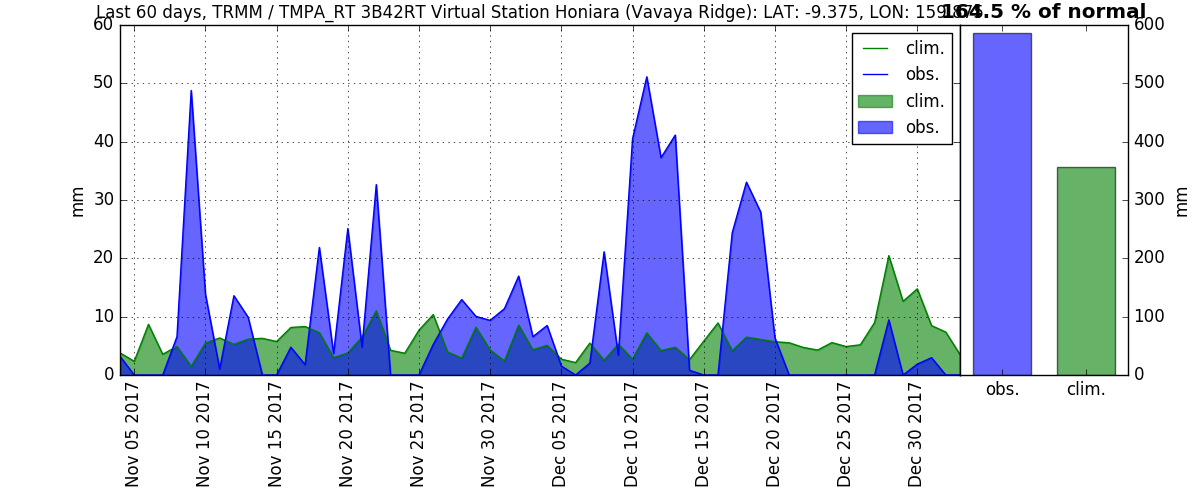 Last 60 days, TRMM / TMPA_RT 3B42RT Virtual Station Honiara (Vavaya Ridge): LAT: -9.375, LON:
164.5 % of normal
60
50
40
30
20
10
0
mm
clim.
obs.
clim.
obs.
600
500
400
300
200
100
0
mm
obs.
clim.
Nov 05 2017
Nov 10 2017
Nov 15 2017
Nov 20 2017
Nov 25 2017
Nov 30 2017
Dec 05 2017
Dec 10 2017
Dec 15 2017
Dec 20 2017
Dec 25 2017
Dec 30 2017